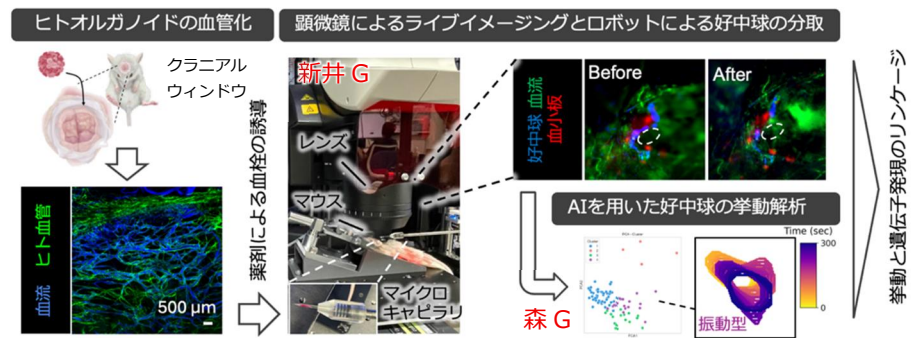 ヒトオルガノイドの血管化
クラニアル
ウィンドウ
血流 ヒト血管
500 μm
薬剤による血栓の誘導
顕微鏡によるライブイメージングとロボットによる好中球の分取
新井 G
レンズ
マウス
マイクロ
キャピラリ
好中球 血流
血小板
Before
After
AIを用いた好中球の挙動解析
森 G
Time (sec)
300
0
振動型
挙動と遺伝子発現のリンケージ